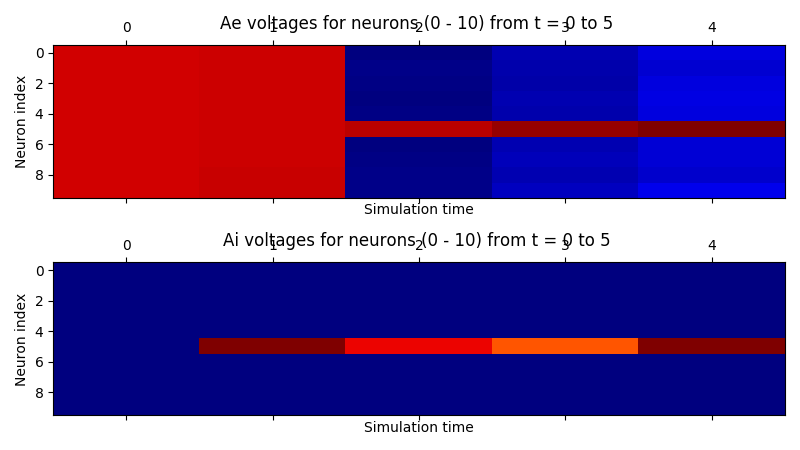 Ae voltages for neurons (0 - 10) from t = 0 to 5
0 1 2 3 4
Neuron index
0
2
4
6
8
Simulation time
Ai voltages for neurons (0 - 10) from t = 0 to 5
0 1 2 3 4
Neuron index
0
2
4
6
8
Simulation time